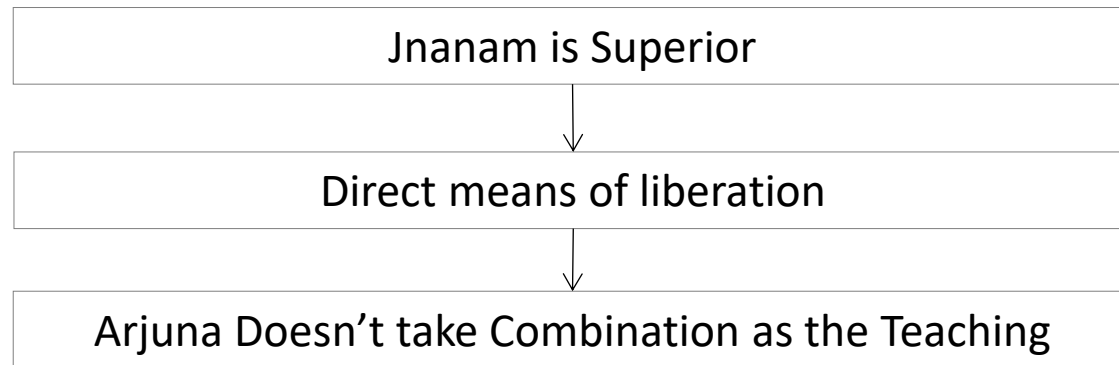 Jnanam is Superior
Direct means of liberation
Arjuna Doesn’t take Combination as the Teaching